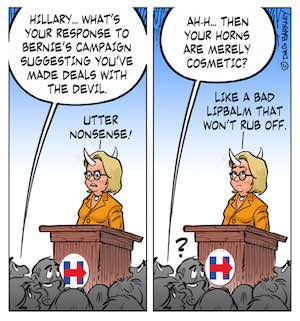 HILLARY... WHAT'S
YOUR RESPONSE TO
BERNIE'S CAMPAIGN
SUGGESTING YOU'VE
MADE DEALS WITH
THE DEVIL.
UTTER
NONSENSE!
H
AH-H... THEN
YOUR HORNS
ARE MERELY
COSMETIC?
LIKE A BAD
LIPBALM THAT
WON'T RUB OFF.
?
H